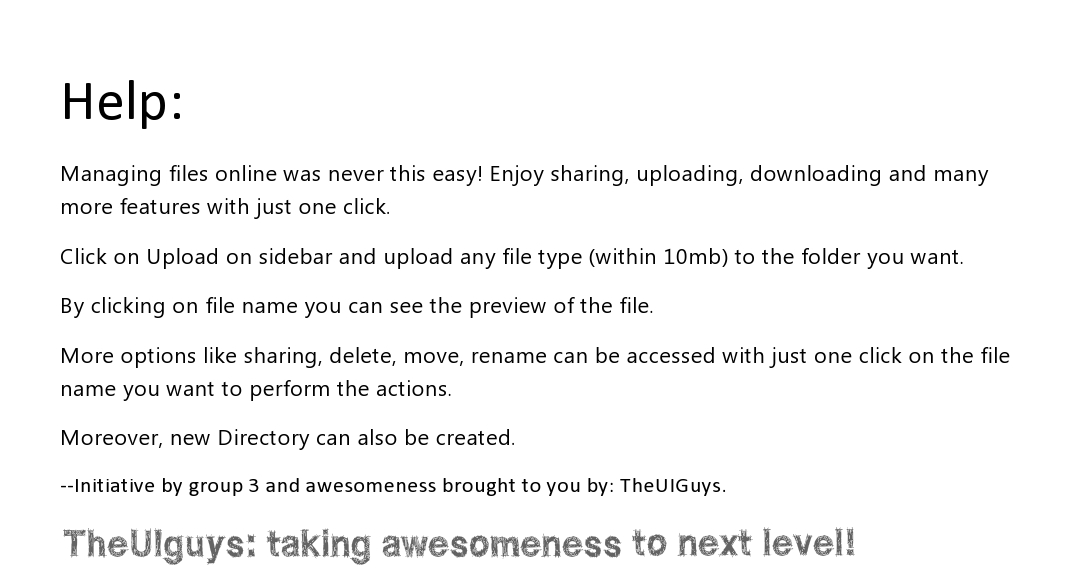 Help:
Managing files online was never this easy! Enjoy sharing, uploading, downloading and many
more features with just one click.
Click on Upload on sidebar and upload any file type (within 10mb) to the folder you want.
By clicking on file name you can see the preview of the file.
More options like sharing, delete, move, rename can be accessed with just one click on the file
name you want to perform the actions.
Moreover, new Directory can also be created.
--Initiative by group 3 and awesomeness brought to you by: TheUIGuys.
TheUIguys: taking awesomeness to next level!